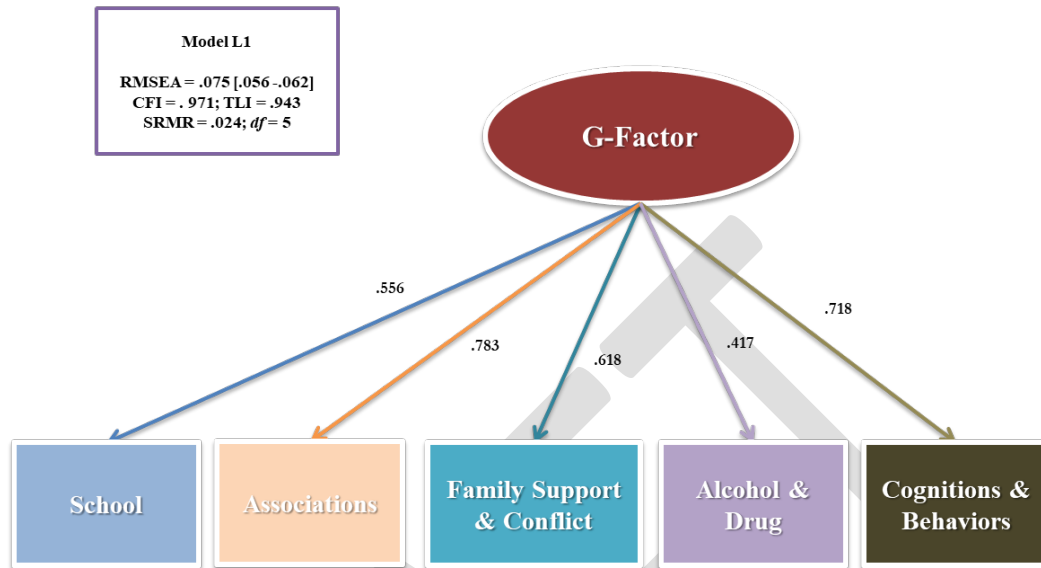 Model L1
RMSEA = .075 [.056 -.062]
CFI = . 971; TLI = .943
SRMR = .024; df = 5
G-Factor
.556
.783
.618
.417
.718
School
Associations
Family Support
& Conflict
Alcohol &
Drug
Cognitions &
Behaviors